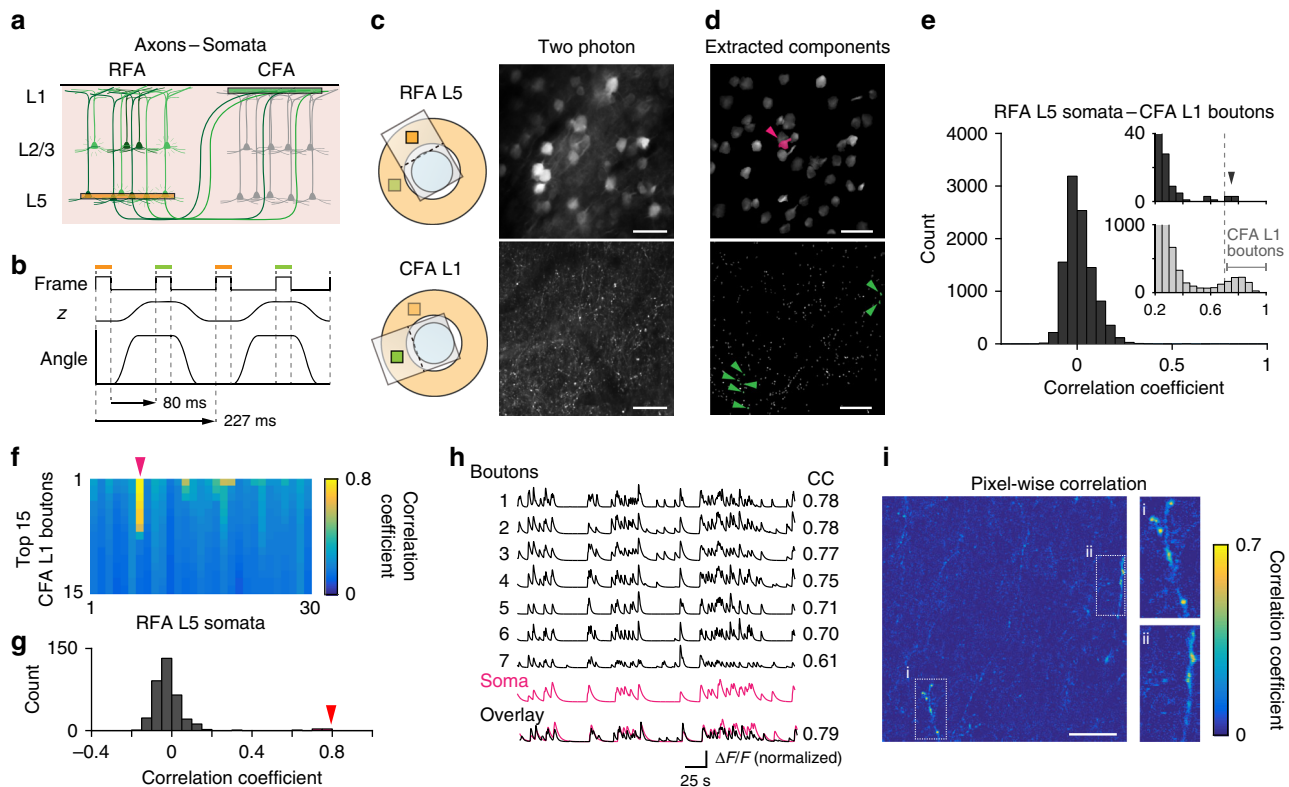 a
Axons–Somata
RFA
CFA
L1
L2/3
L5
b
Frame
z
Angle
80 ms
227 ms
c
Two photon
RFA L5
CFA L1
d
Extracted components
e
RFA L5 somata–CFA L1 boutons
4000
3000
2000
1000
0
Count
0
0.5
1
Correlation coefficient
40
0
1000
0
CFA L1
boutons
0.2
0.6
1
f
Top 15
CFA L1 boutons
1
15
1
30
RFA L5 somata
0.8
0
Correlation
coefficient
g
150
0
Count
−0.4
0
0.4
0.8
Correlation coefficient
h
Boutons
CC
1
0.78
2
0.78
3
0.77
4
0.75
5
0.71
6
0.70
7
0.61
Soma
Overlay
0.79
ΔF/F (normalized)
25 s
i
Pixel-wise correlation
ii
i
i
ii
0.7
0
Correlation coefficient